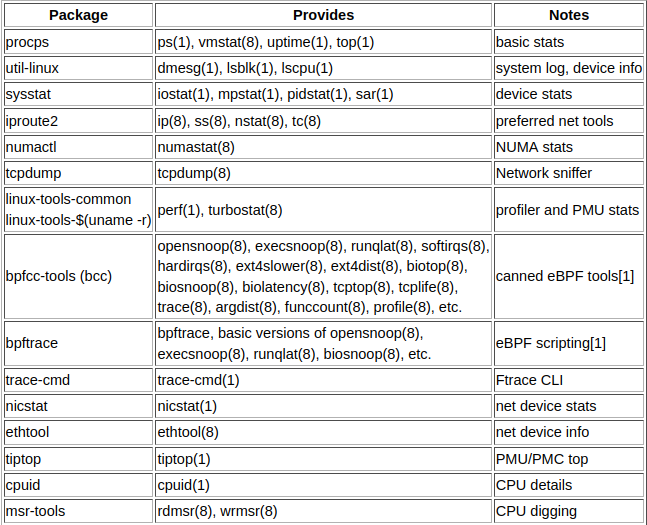 Package Provides Notes
procps ps(1), vmstat(8), uptime(1), top(1) basic stats
util-linux dmesg(1), lsblk(1), lscpu(1) system log, device info
sysstat iostat(1), mpstat(1), pidstat(1), sar(1) device stats
iproute2 ip(8), ss(8), nstat(8), tc(8) preferred net tools
numactl numastat(8) NUMA stats
tcpdump tcpdump(8) Network sniffer
linux-tools-common
linux-tools-$(uname -r) perf(1), turbostat(8) profiler and PMU stats
bpfcc-tools (bcc) opensnoop(8), execsnoop(8), runqlat(8), softirqs(8),
hardirqs(8), ext4slower(8), ext4dist(8), biotop(8),
biosnoop(8), biolatency(8), tcptop(8), tcplife(8),
trace(8), argdist(8), funccount(8), profile(8), etc. canned eBPF tools[1]
bpftrace bpftrace, basic versions of opensnoop(8),
execsnoop(8), runqlat(8), biosnoop(8), etc. eBPF scripting[1]
trace-cmd trace-cmd(1) Ftrace CLI
nicstat nicstat(1) net device stats
ethtool ethtool(8) net device info
tiptop tiptop(1) PMU/PMC top
cpuid cpuid(1) CPU details
msr-tools rdmsr(8), wrmsr(8) CPU digging